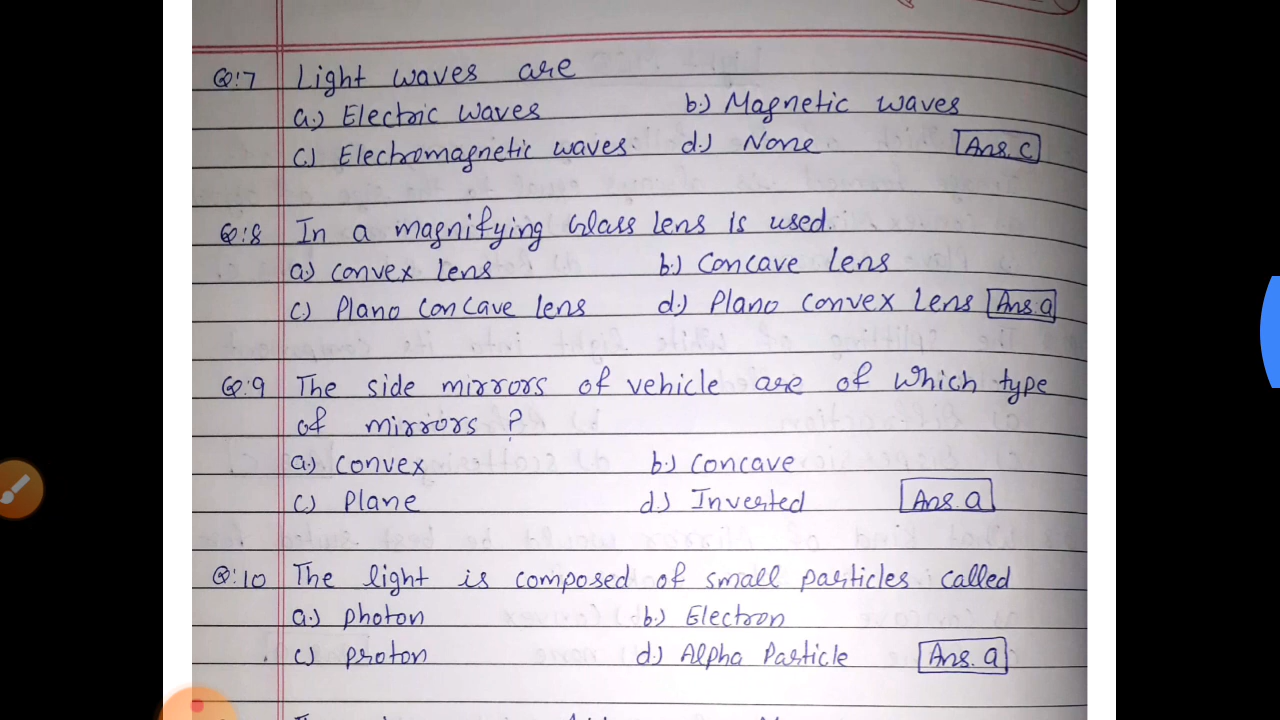 Q:7 Light waves are
a.) Electric waves b.) Magnetic waves
c.) Electromagnetic waves. d.) None Ans. c
Q:8 In a magnifying Glass lens is used.
a.) convex lens b.) Concave lens
c.) Plano concave lens d.) Plano convex lens Ans. a
Q:9 The side mirrors of vehicle are of which type
of mirrors ?
a.) convex b.) Concave
c.) Plane d.) Inverted Ans. a
Q:10 The light is composed of small particles called
a.) photon b.) Electron
c.) proton d.) Alpha Particle Ans. a